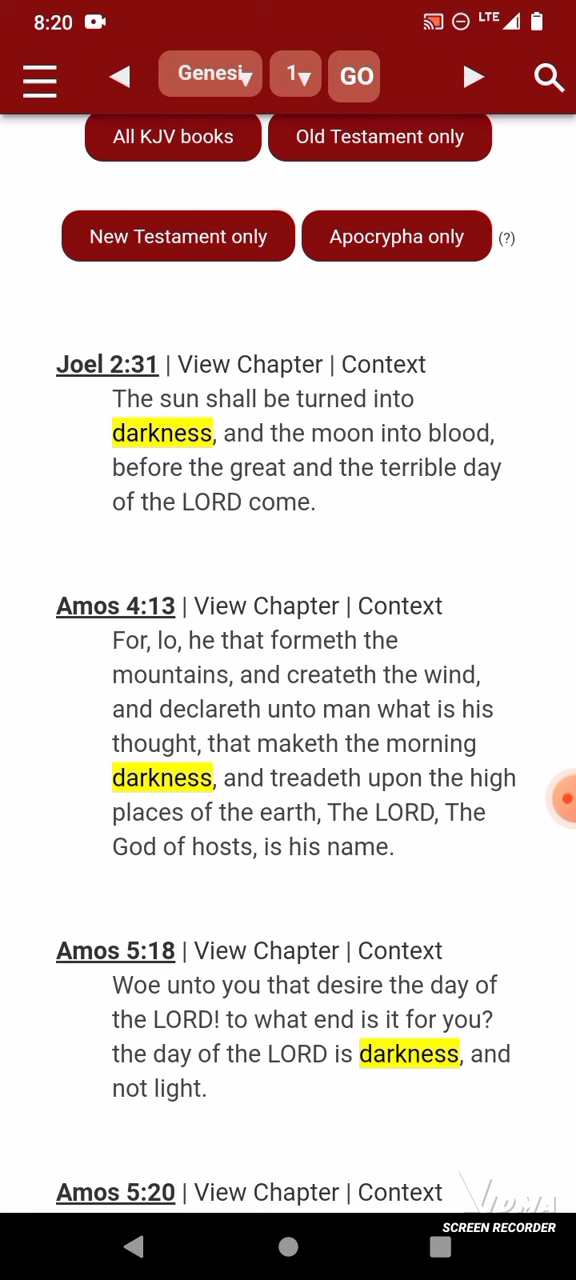 8:20 LTE
Genesi 1 GO
All KJV books Old Testament only
New Testament only Apocrypha only (?)
Joel 2:31 | View Chapter | Context
The sun shall be turned into
darkness, and the moon into blood,
before the great and the terrible day
of the LORD come.
Amos 4:13 | View Chapter | Context
For, lo, he that formeth the
mountains, and createth the wind,
and declareth unto man what is his
thought, that maketh the morning
darkness, and treadeth upon the high
places of the earth, The LORD, The
God of hosts, is his name.
Amos 5:18 | View Chapter | Context
Woe unto you that desire the day of
the LORD! to what end is it for you?
the day of the LORD is darkness, and
not light.
Amos 5:20 | View Chapter | Context
VIDMA
SCREEN RECORDER